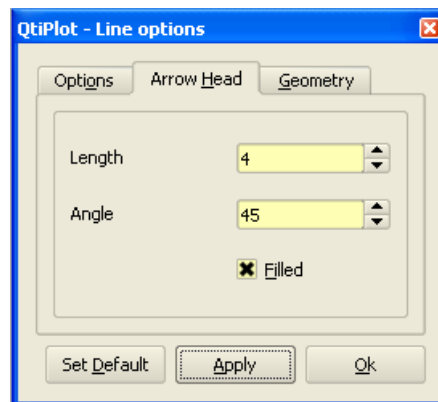 QtiPlot - Line options
Options Arrow Head Geometry
Length 4
Angle 45
Filled
Set Default Apply Ok